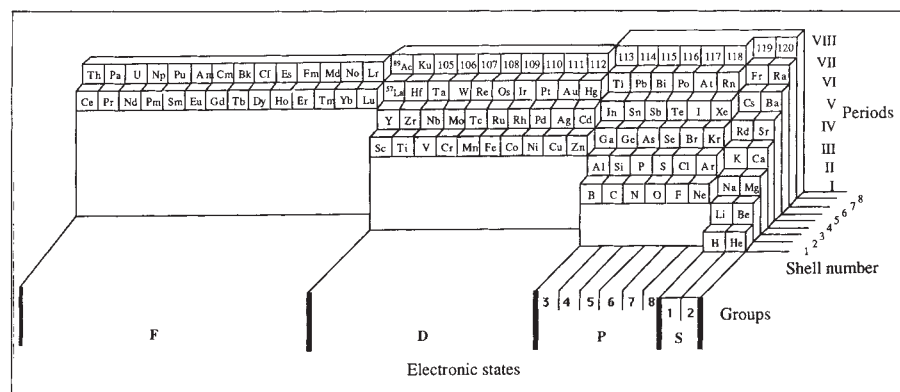 119 120 VIII
113 114 115 116 117 118 VII
89Ac Ku 105 106 107 108 109 110 111 112 Fr Ra
Th Pa U Np Pu Am Cm Bk Cf Es Fm Md No Lr Ti Pb Bi Po At Rn VI
57La Hf Ta W Re Os Ir Pt Au Hg Cs Ba V
Ce Pr Nd Pm Sm Eu Gd Tb Dy Ho Er Tm Yb Lu In Sn Sb Te I Xe Periods
Y Zr Nb Mo Tc Ru Rh Pd Ag Cd Rd Sr IV
Ga Ge As Se Br Kr III
Sc Ti V Cr Mn Fe Co Ni Cu Zn K Ca
Al Si P S Cl Ar II
Na Mg I
B C N O F Ne
Li Be
H He
1 2 3 4 5 6 7 8
Shell number
3 4 5 6 7 8 1 2 Groups
F D P S
Electronic states